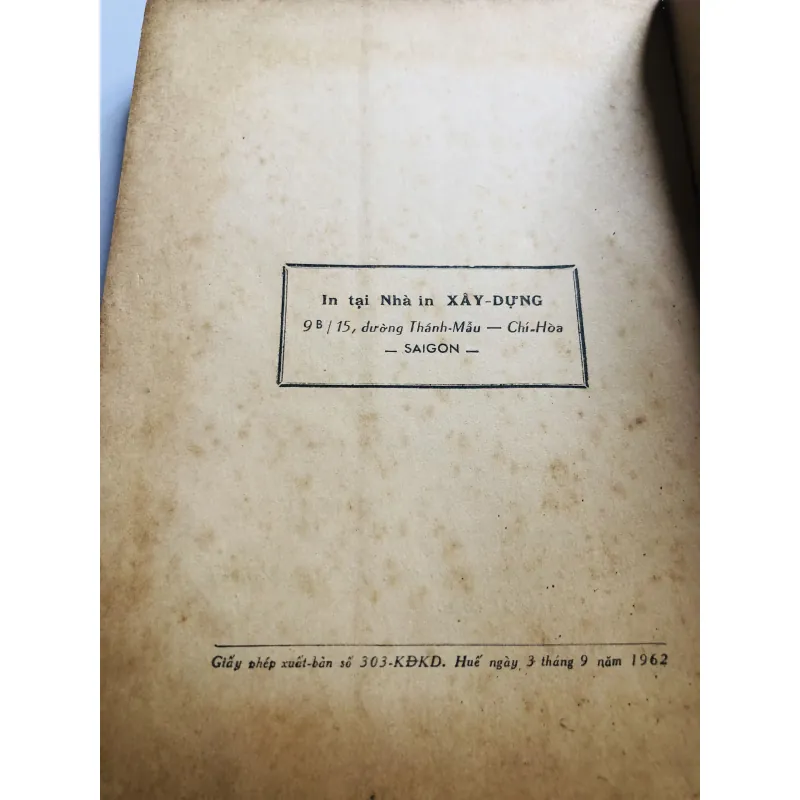 In tại Nhà in XÂY-DỰNG
9B/15, đường Thánh-Mẫu — Chí-Hòa
— SAIGON —
Giấy phép xuất-bản số 303-KĐKD. Huế ngày 3 tháng 9 năm 1962